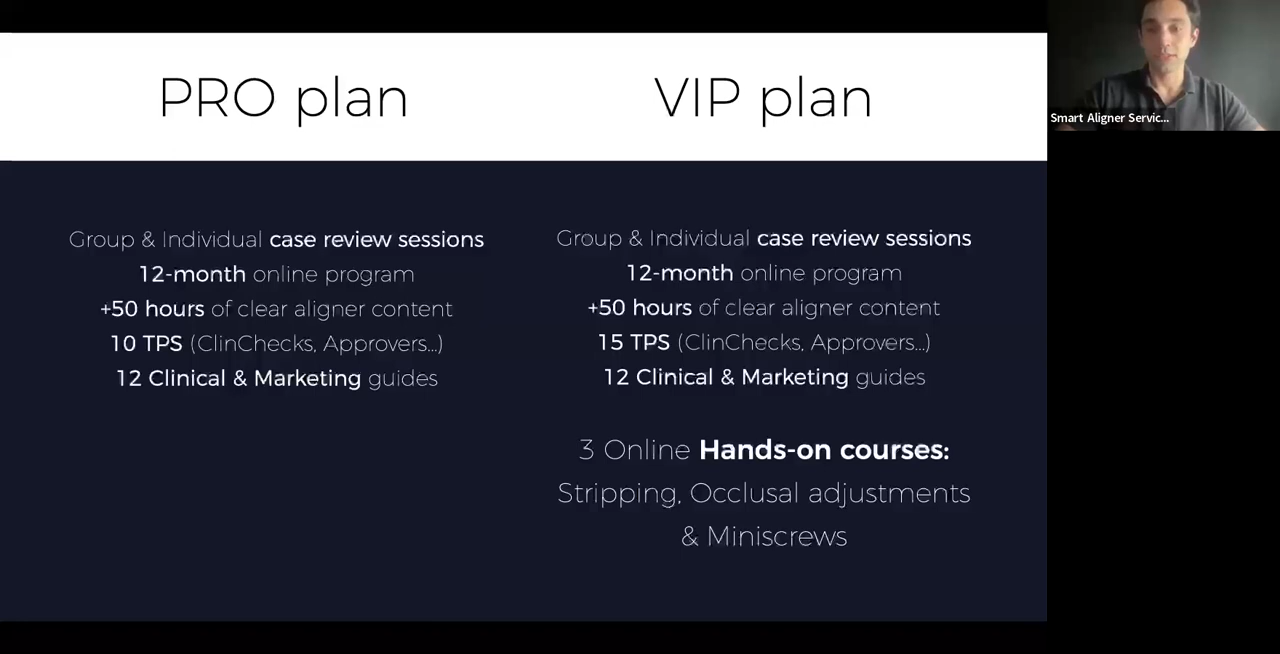 PRO plan
VIP plan
Group & Individual case review sessions
12-month online program
+50 hours of clear aligner content
10 TPS (ClinChecks, Approvers...)
12 Clinical & Marketing guides
Group & Individual case review sessions
12-month online program
+50 hours of clear aligner content
15 TPS (ClinChecks, Approvers...)
12 Clinical & Marketing guides
3 Online Hands-on courses:
Stripping, Occlusal adjustments
& Miniscrews
Smart Aligner Servic...